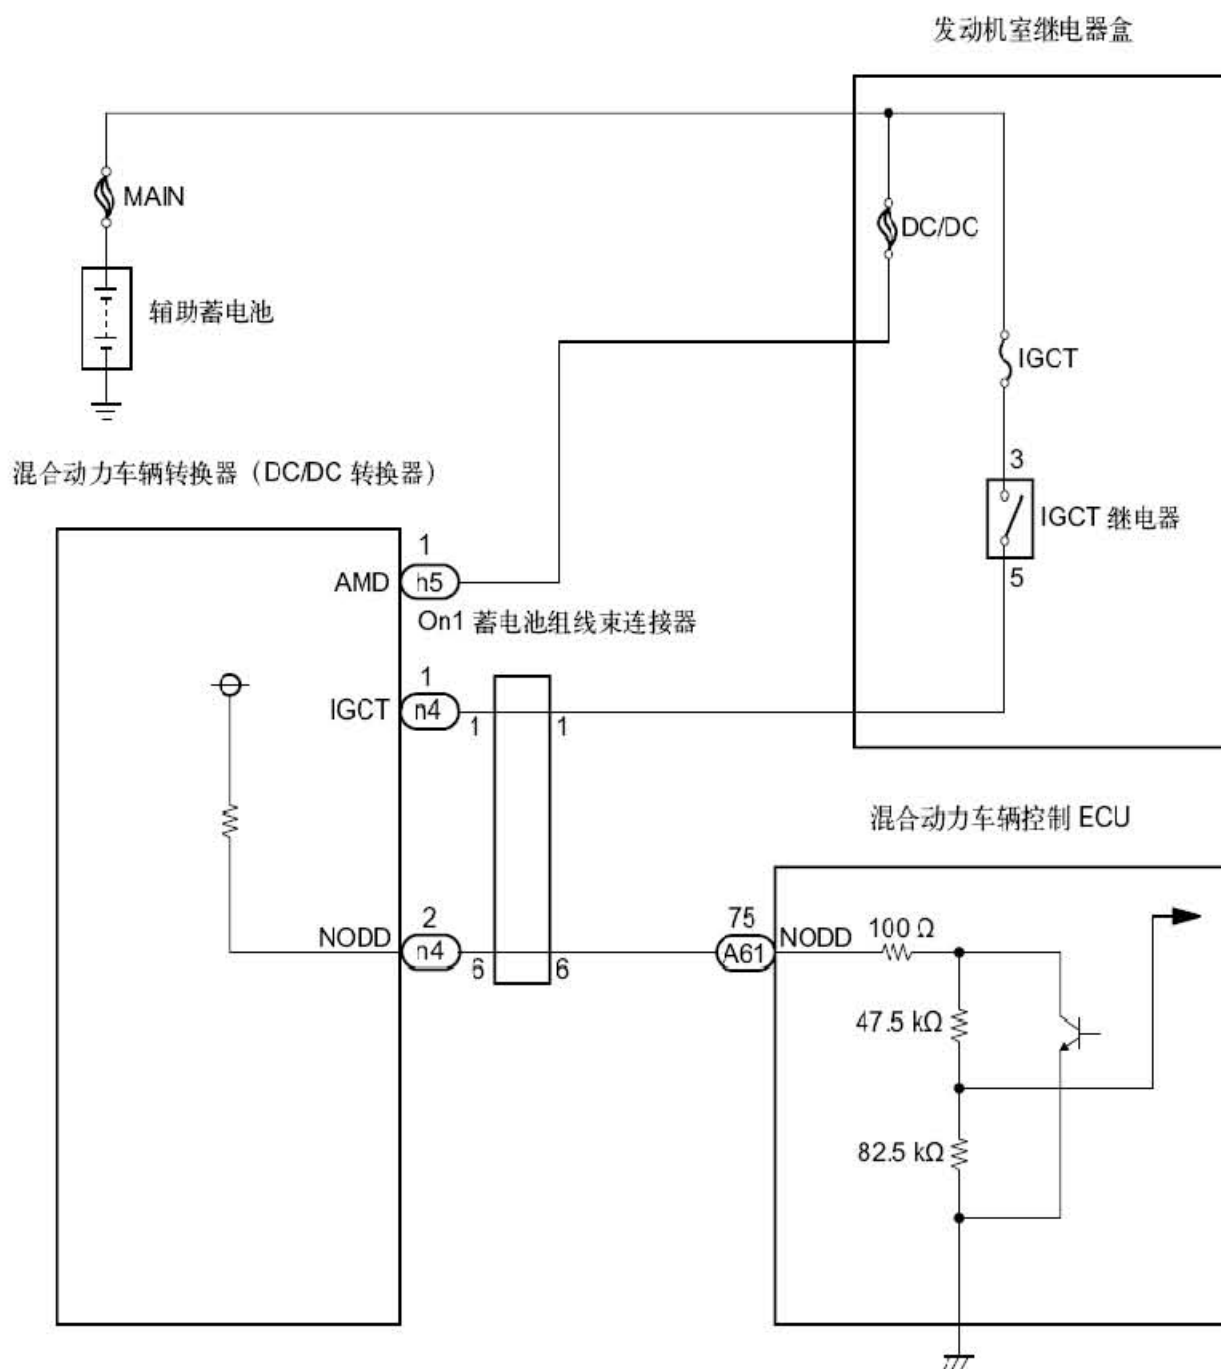 发动机室继电器盒
MAIN
DC/DC
辅助蓄电池
IGCT
3
IGCT 继电器
5
混合动力车辆转换器（DC/DC 转换器）
1
AMD
h5
On1 蓄电池组线束连接器
1
IGCT
n4
1
1
混合动力车辆控制 ECU
2
NODD
n4
6
6
75
A61
NODD
100 Ω
47.5 kΩ
82.5 kΩ